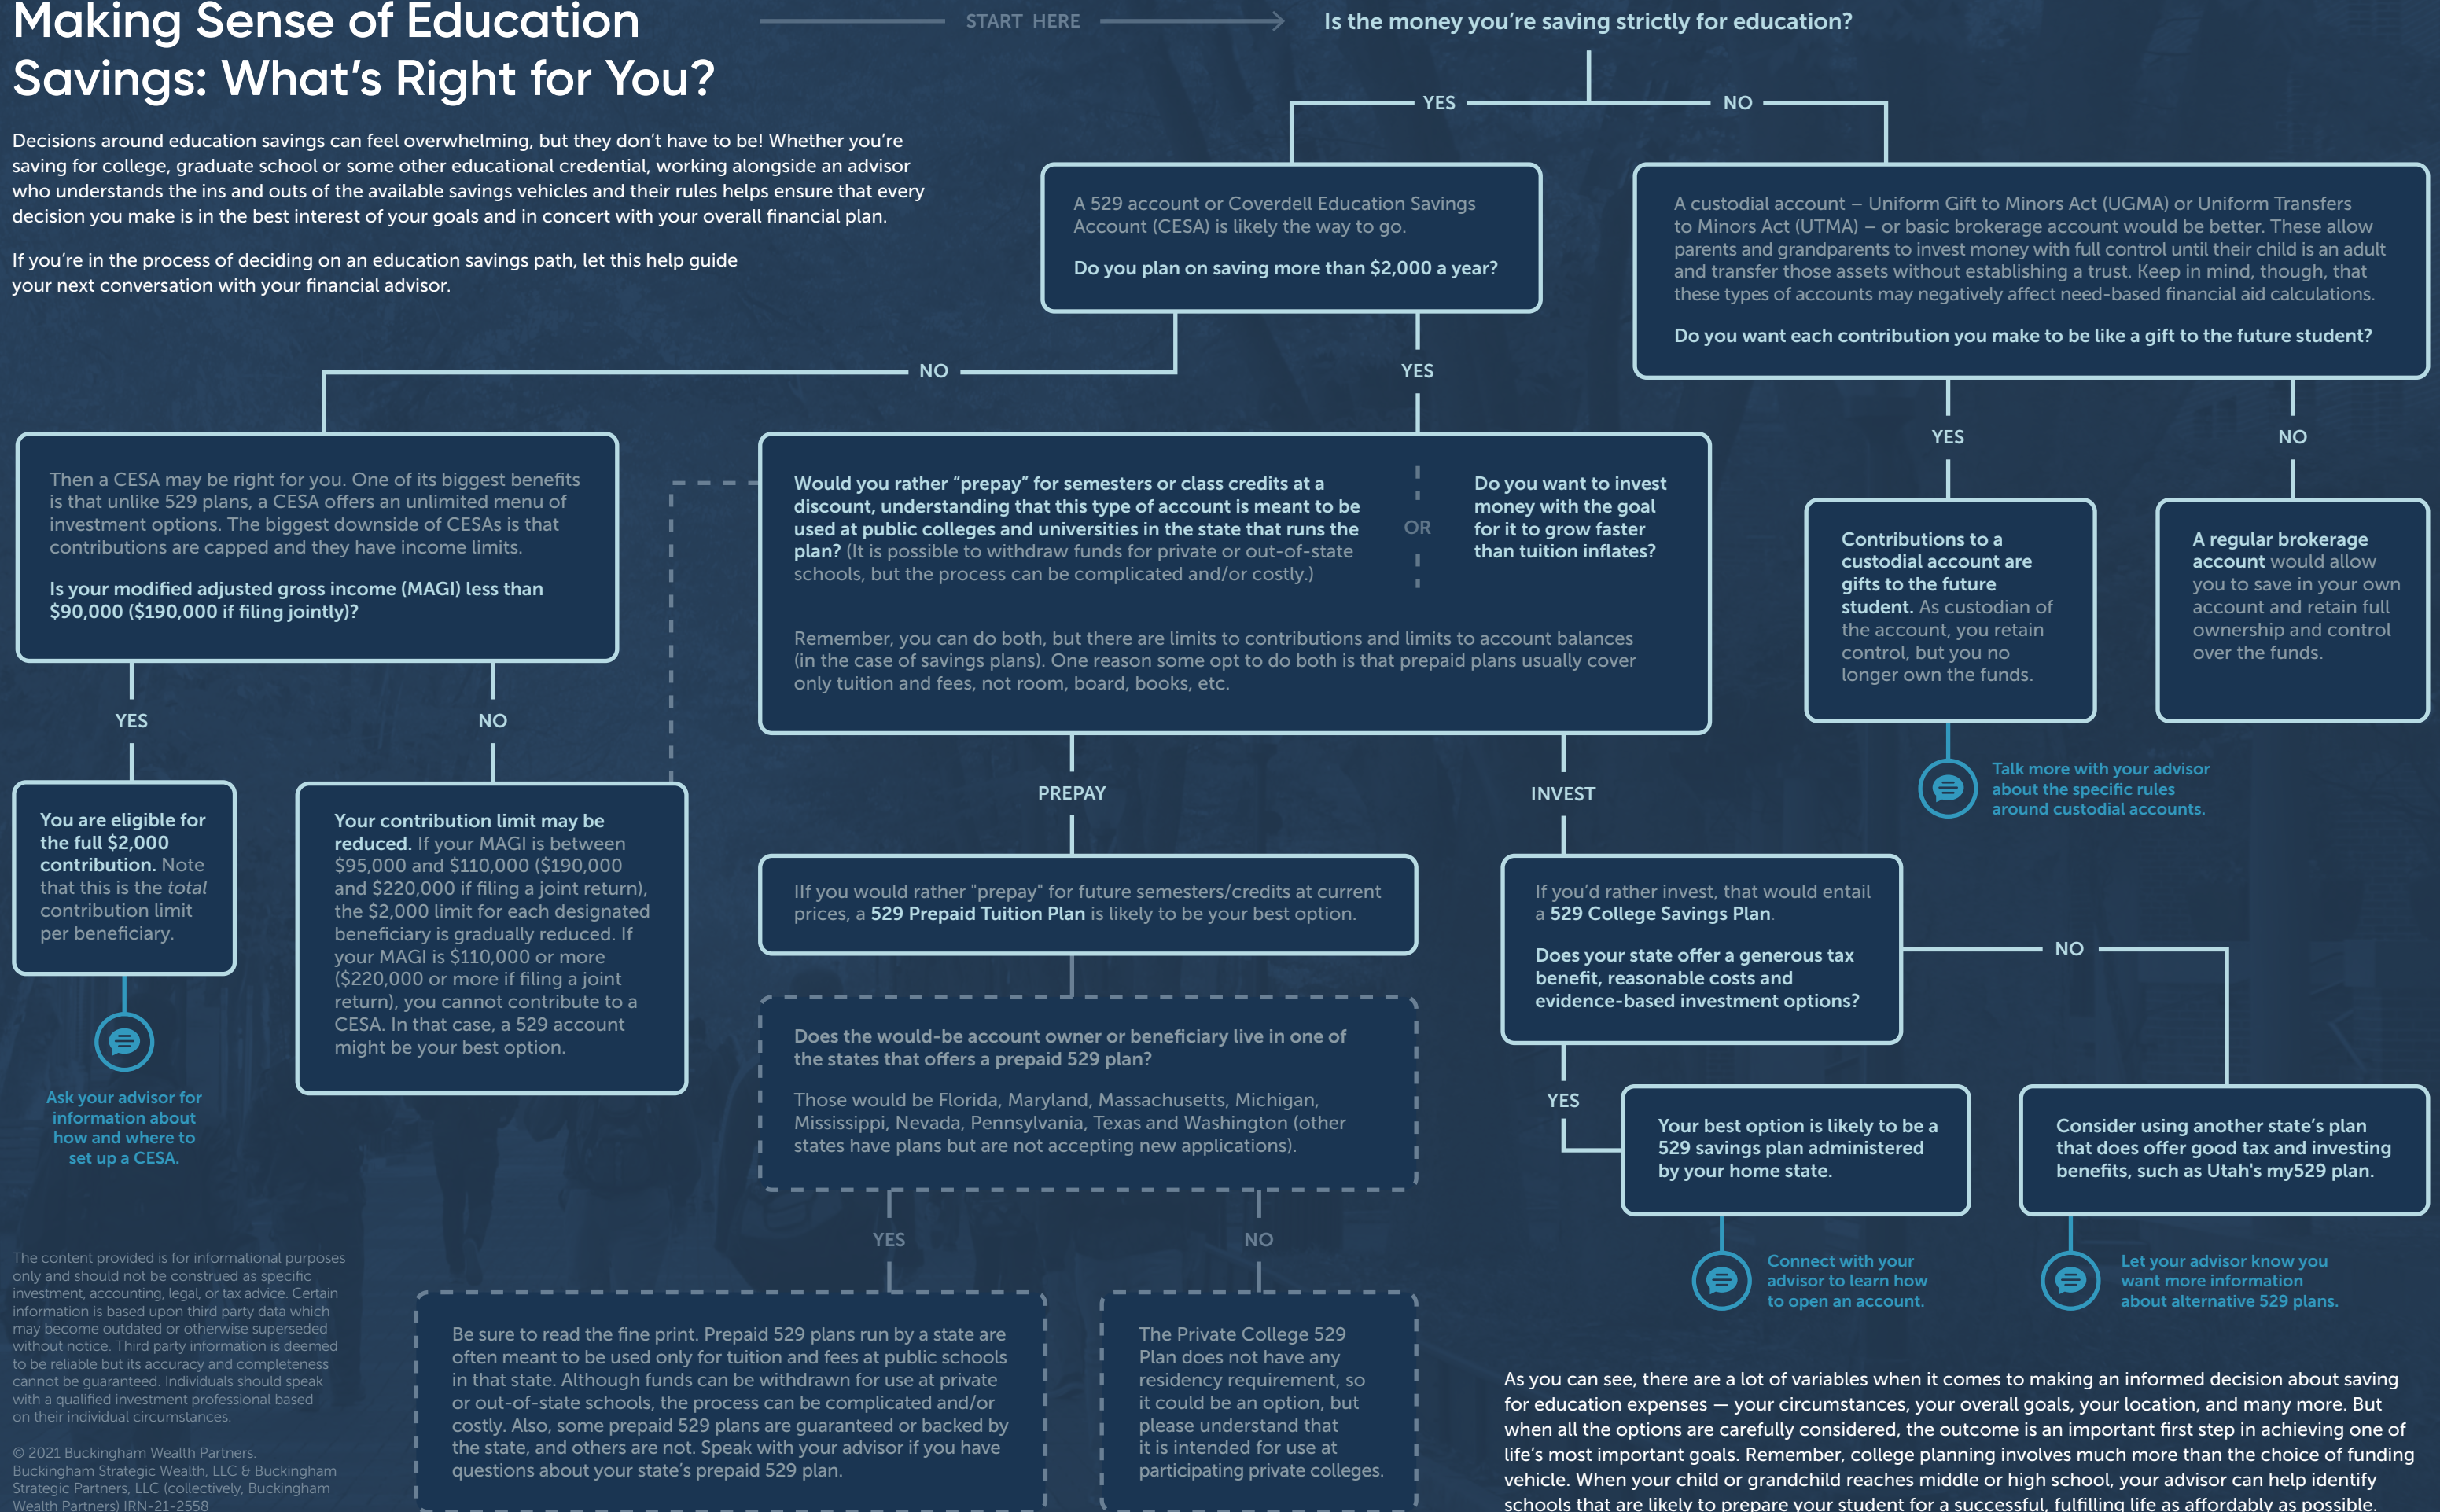 Making Sense of Education
Savings: What’s Right for You?
Decisions around education savings can feel overwhelming, but they don’t have to be! Whether you’re
saving for college, graduate school or some other educational credential, working alongside an advisor
who understands the ins and outs of the available savings vehicles and their rules helps ensure that every
decision you make is in the best interest of your goals and in concert with your overall financial plan.
If you’re in the process of deciding on an education savings path, let this help guide
your next conversation with your financial advisor.
START HERE
Is the money you’re saving strictly for education?
YES
NO
A 529 account or Coverdell Education Savings
Account (CESA) is likely the way to go.
Do you plan on saving more than $2,000 a year?
A custodial account – Uniform Gift to Minors Act (UGMA) or Uniform Transfers
to Minors Act (UTMA) – or basic brokerage account would be better. These allow
parents and grandparents to invest money with full control until their child is an adult
and transfer those assets without establishing a trust. Keep in mind, though, that
these types of accounts may negatively affect need-based financial aid calculations.
Do you want each contribution you make to be like a gift to the future student?
NO
YES
YES
NO
Then a CESA may be right for you. One of its biggest benefits
is that unlike 529 plans, a CESA offers an unlimited menu of
investment options. The biggest downside of CESAs is that
contributions are capped and they have income limits.
Is your modified adjusted gross income (MAGI) less than
$90,000 ($190,000 if filing jointly)?
Would you rather “prepay” for semesters or class credits at a
discount, understanding that this type of account is meant to be
used at public colleges and universities in the state that runs the
plan? (It is possible to withdraw funds for private or out-of-state
schools, but the process can be complicated and/or costly.)
OR
Do you want to invest
money with the goal
for it to grow faster
than tuition inflates?
Remember, you can do both, but there are limits to contributions and limits to account balances
(in the case of savings plans). One reason some opt to do both is that prepaid plans usually cover
only tuition and fees, not room, board, books, etc.
Contributions to a
custodial account are
gifts to the future
student. As custodian of
the account, you retain
control, but you no
longer own the funds.
A regular brokerage
account would allow
you to save in your own
account and retain full
ownership and control
over the funds.
Talk more with your advisor
about the specific rules
around custodial accounts.
YES
NO
PREPAY
INVEST
You are eligible for
the full $2,000
contribution. Note
that this is the total
contribution limit
per beneficiary.
Ask your advisor for
information about
how and where to
set up a CESA.
Your contribution limit may be
reduced. If your MAGI is between
$95,000 and $110,000 ($190,000
and $220,000 if filing a joint return),
the $2,000 limit for each designated
beneficiary is gradually reduced. If
your MAGI is $110,000 or more
($220,000 or more if filing a joint
return), you cannot contribute to a
CESA. In that case, a 529 account
might be your best option.
IIf you would rather "prepay" for future semesters/credits at current
prices, a 529 Prepaid Tuition Plan is likely to be your best option.
Does the would-be account owner or beneficiary live in one of
the states that offers a prepaid 529 plan?
Those would be Florida, Maryland, Massachusetts, Michigan,
Mississippi, Nevada, Pennsylvania, Texas and Washington (other
states have plans but are not accepting new applications).
YES
NO
Be sure to read the fine print. Prepaid 529 plans run by a state are
often meant to be used only for tuition and fees at public schools
in that state. Although funds can be withdrawn for use at private
or out-of-state schools, the process can be complicated and/or
costly. Also, some prepaid 529 plans are guaranteed or backed by
the state, and others are not. Speak with your advisor if you have
questions about your state’s prepaid 529 plan.
The Private College 529
Plan does not have any
residency requirement, so
it could be an option, but
please understand that
it is intended for use at
participating private colleges.
If you’d rather invest, that would entail
a 529 College Savings Plan.
Does your state offer a generous tax
benefit, reasonable costs and
evidence-based investment options?
NO
YES
Your best option is likely to be a
529 savings plan administered
by your home state.
Connect with your
advisor to learn how
to open an account.
Consider using another state’s plan
that does offer good tax and investing
benefits, such as Utah's my529 plan.
Let your advisor know you
want more information
about alternative 529 plans.
The content provided is for informational purposes
only and should not be construed as specific
investment, accounting, legal, or tax advice. Certain
information is based upon third party data which
may become outdated or otherwise superseded
without notice. Third party information is deemed
to be reliable but its accuracy and completeness
cannot be guaranteed. Individuals should speak
with a qualified investment professional based
on their individual circumstances.
© 2021 Buckingham Wealth Partners.
Buckingham Strategic Wealth, LLC & Buckingham
Strategic Partners, LLC (collectively, Buckingham
Wealth Partners) IRN-21-2558
As you can see, there are a lot of variables when it comes to making an informed decision about saving
for education expenses — your circumstances, your overall goals, your location, and many more. But
when all the options are carefully considered, the outcome is an important first step in achieving one of
life’s most important goals. Remember, college planning involves much more than the choice of funding
vehicle. When your child or grandchild reaches middle or high school, your advisor can help identify
schools that are likely to prepare your student for a successful, fulfilling life as affordably as possible.